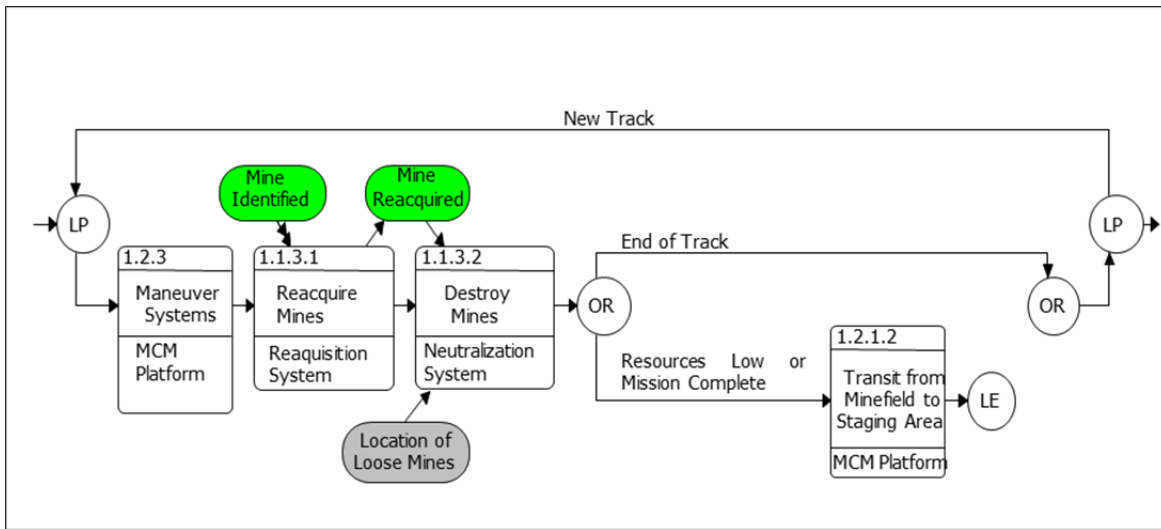 New Track
Mine
Identified
Mine
Reacquired
LP
LP
End of Track
1.2.3
Maneuver
Systems
MCM
Platform
1.1.3.1
Reacquire
Mines
Reaquisition
System
1.1.3.2
Destroy
Mines
Neutralization
System
OR
OR
Resources Low or
Mission Complete
1.2.1.2
Transit from
Minefield to
Staging Area
MCM Platform
LE
Location of
Loose Mines